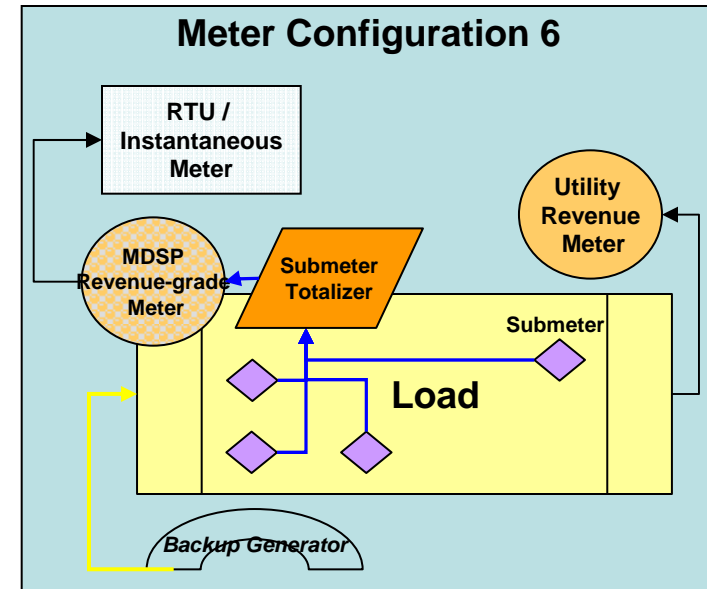 Meter Configuration 6
RTU /
Instantaneous
Meter
Utility
Revenue
Meter
MDSP
Revenue-grade
Meter
Submeter
Totalizer
Submeter
Load
Backup Generator